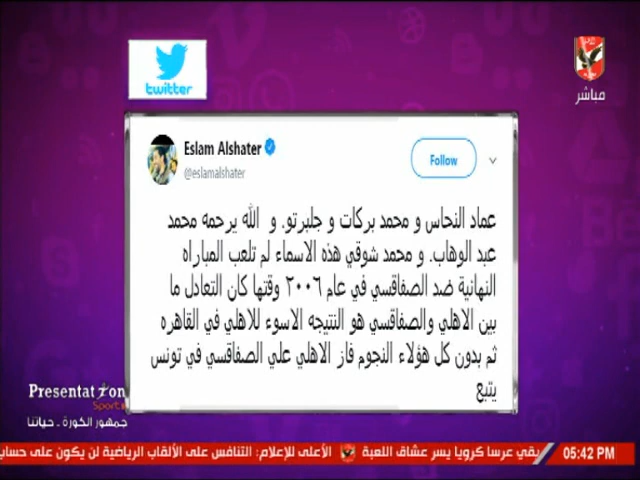 twitter
مباشر
Eslam Alshater
@eslamalshater
Follow
عماد النحاس و محمد بركات و جلبرتو. و الله يرحمه محمد
عبد الوهاب. و محمد شوقي هذه الاسماء لم تلعب المباراه
النهانية ضد الصفاقسي في عام ٢٠٠٦ وقتها كان التعادل ما
بين الاهلي والصفاقسي هو النتيجه الاسوء للاهلي في القاهره
ثم بدون كل هؤلاء النجوم فاز الاهلي علي الصفاقسي في تونس
يتبع
Presentation
Sports
جمهور الكورة .. حياتنا
يقي عرسا كرويا يسر عشاق اللعبة الأعلى للإعلام: التنافس على الألقاب الرياضية لن يكون على حساب
05:42 PM